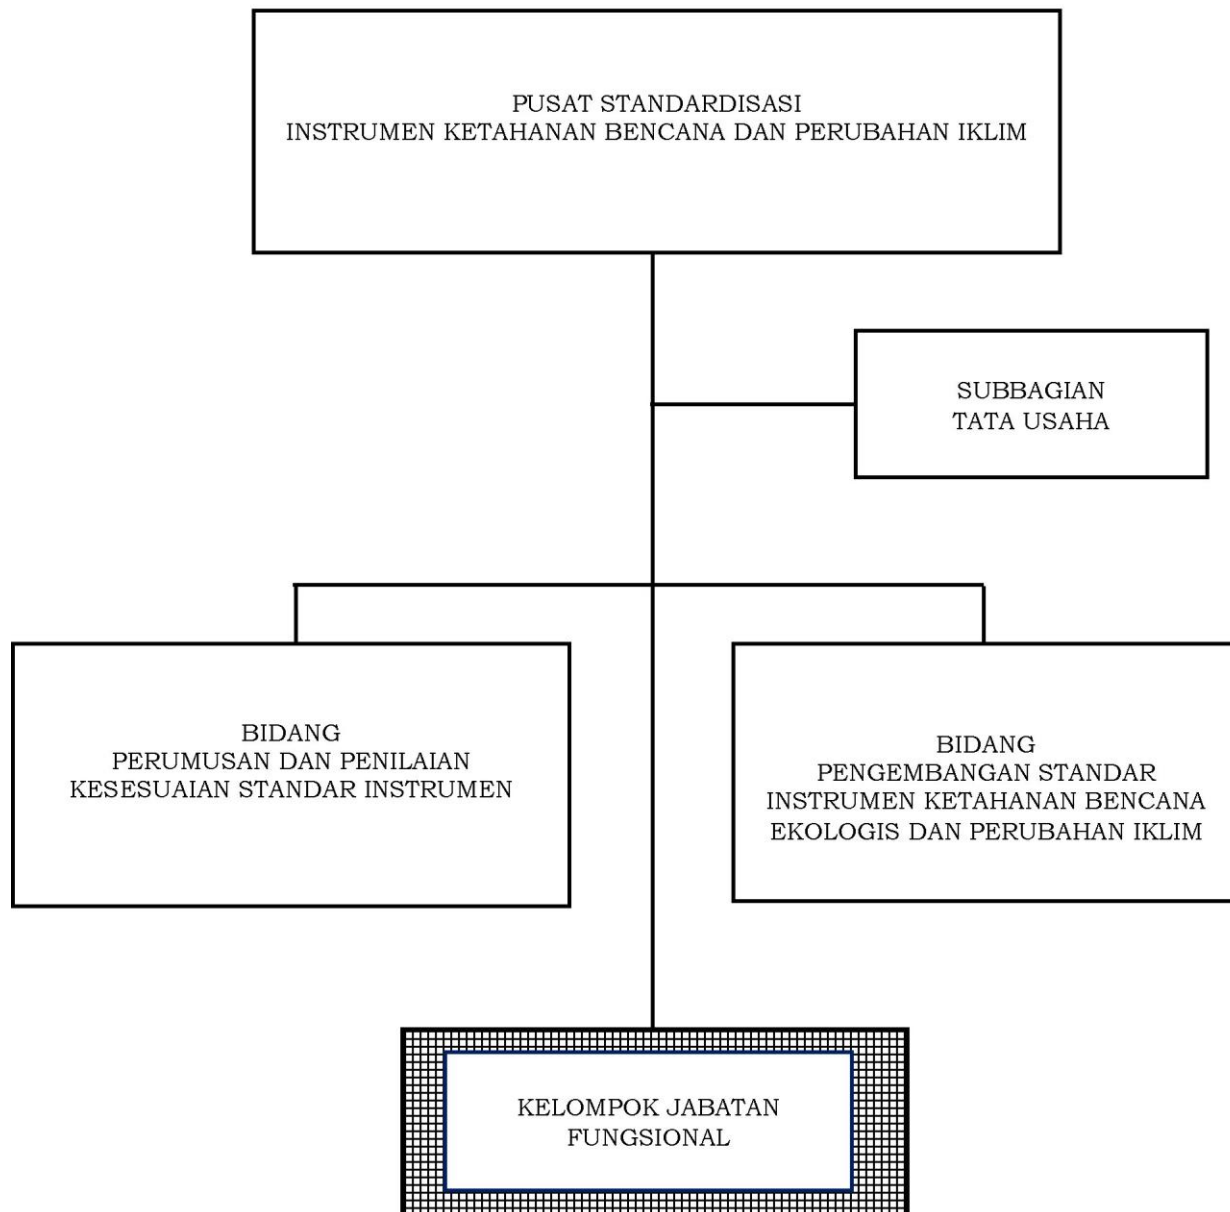 PUSAT STANDARDISASI
INSTRUMEN KETAHANAN BENCANA DAN PERUBAHAN IKLIM
SUBBAGIAN
TATA USAHA
BIDANG
PERUMUSAN DAN PENILAIAN
KESESUAIAN STANDAR INSTRUMEN
BIDANG
PENGEMBANGAN STANDAR
INSTRUMEN KETAHANAN BENCANA
EKOLOGIS DAN PERUBAHAN IKLIM
KELOMPOK JABATAN
FUNGSIONAL